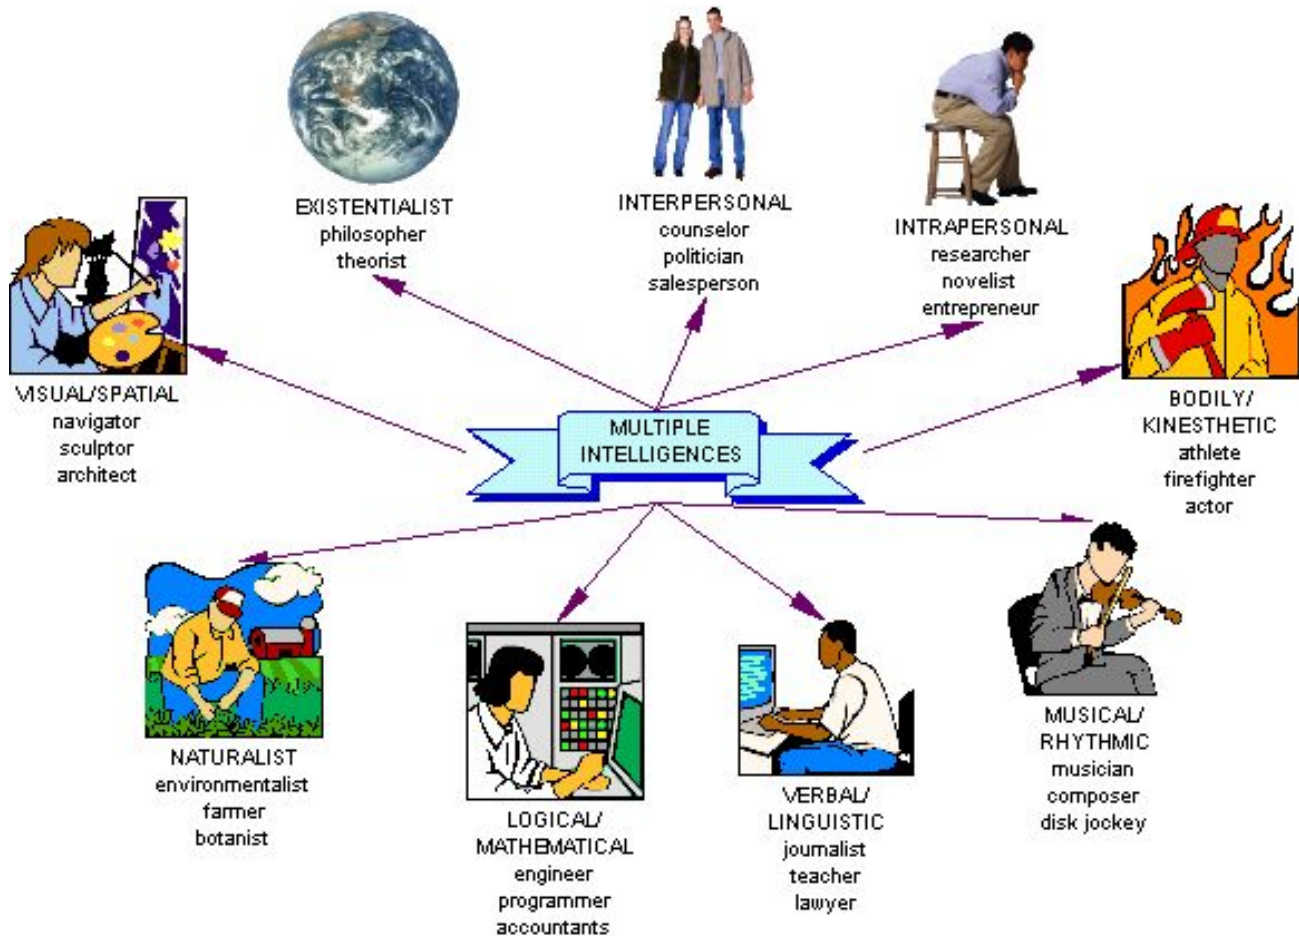 EXISTENTIALIST
philosopher
theorist
INTERPERSONAL
counselor
politician
salesperson
INTRAPERSONAL
researcher
novelist
entrepreneur
VISUAL/SPATIAL
navigator
sculptor
architect
MULTIPLE
INTELLIGENCES
BODILY/
KINESTHETIC
athlete
firefighter
actor
NATURALIST
environmentalist
farmer
botanist
LOGICAL/
MATHEMATICAL
engineer
programmer
accountants
VERBAL/
LINGUISTIC
journalist
teacher
lawyer
MUSICAL/
RHYTHMIC
musician
composer
disk jockey